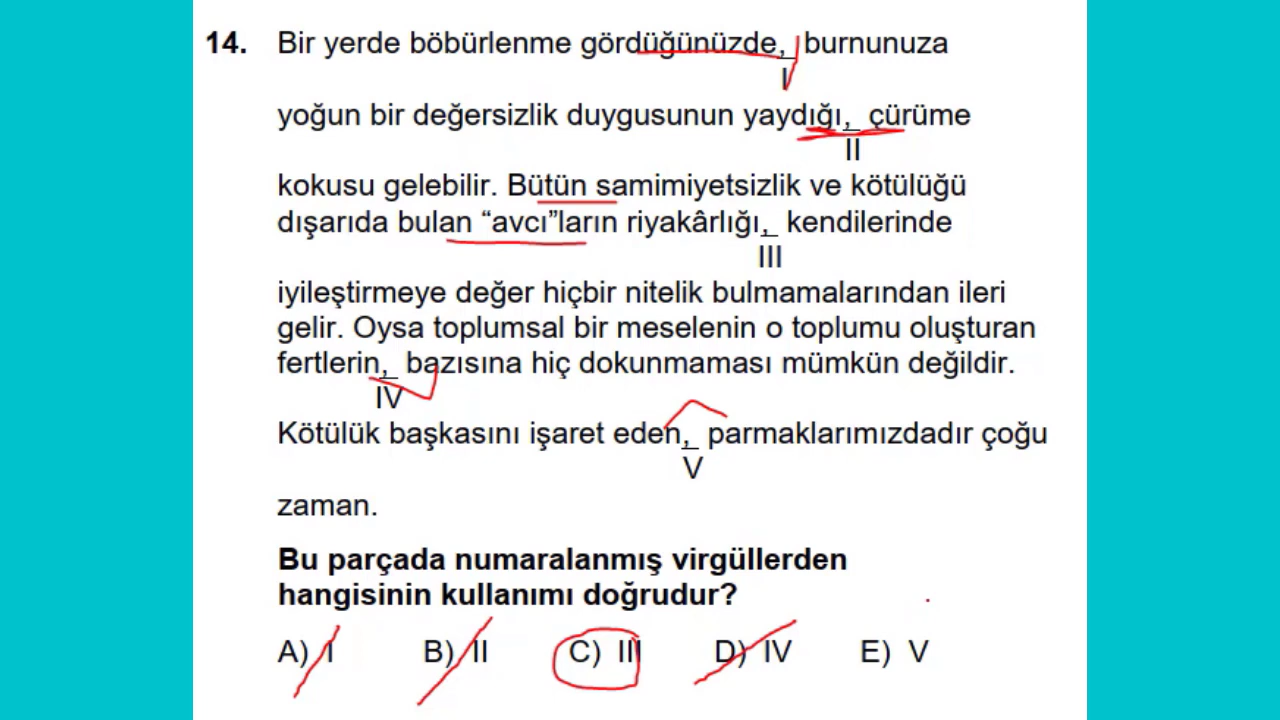 14. Bir yerde böbürlenme gördüğünüzde, burnunuza
I
yoğun bir değersizlik duygusunun yaydığı, çürüme
II
kokusu gelebilir. Bütün samimiyetsizlik ve kötülüğü
dışarıda bulan “avcı”ların riyakârlığı, kendilerinde
III
iyileştirmeye değer hiçbir nitelik bulmamalarından ileri
gelir. Oysa toplumsal bir meselenin o toplumu oluşturan
fertlerin, bazısına hiç dokunmaması mümkün değildir.
IV
Kötülük başkasını işaret eden, parmaklarımızdadır çoğu
V
zaman.
Bu parçada numaralanmış virgüllerden
hangisinin kullanımı doğrudur?
A) I B) II C) III D) IV E) V